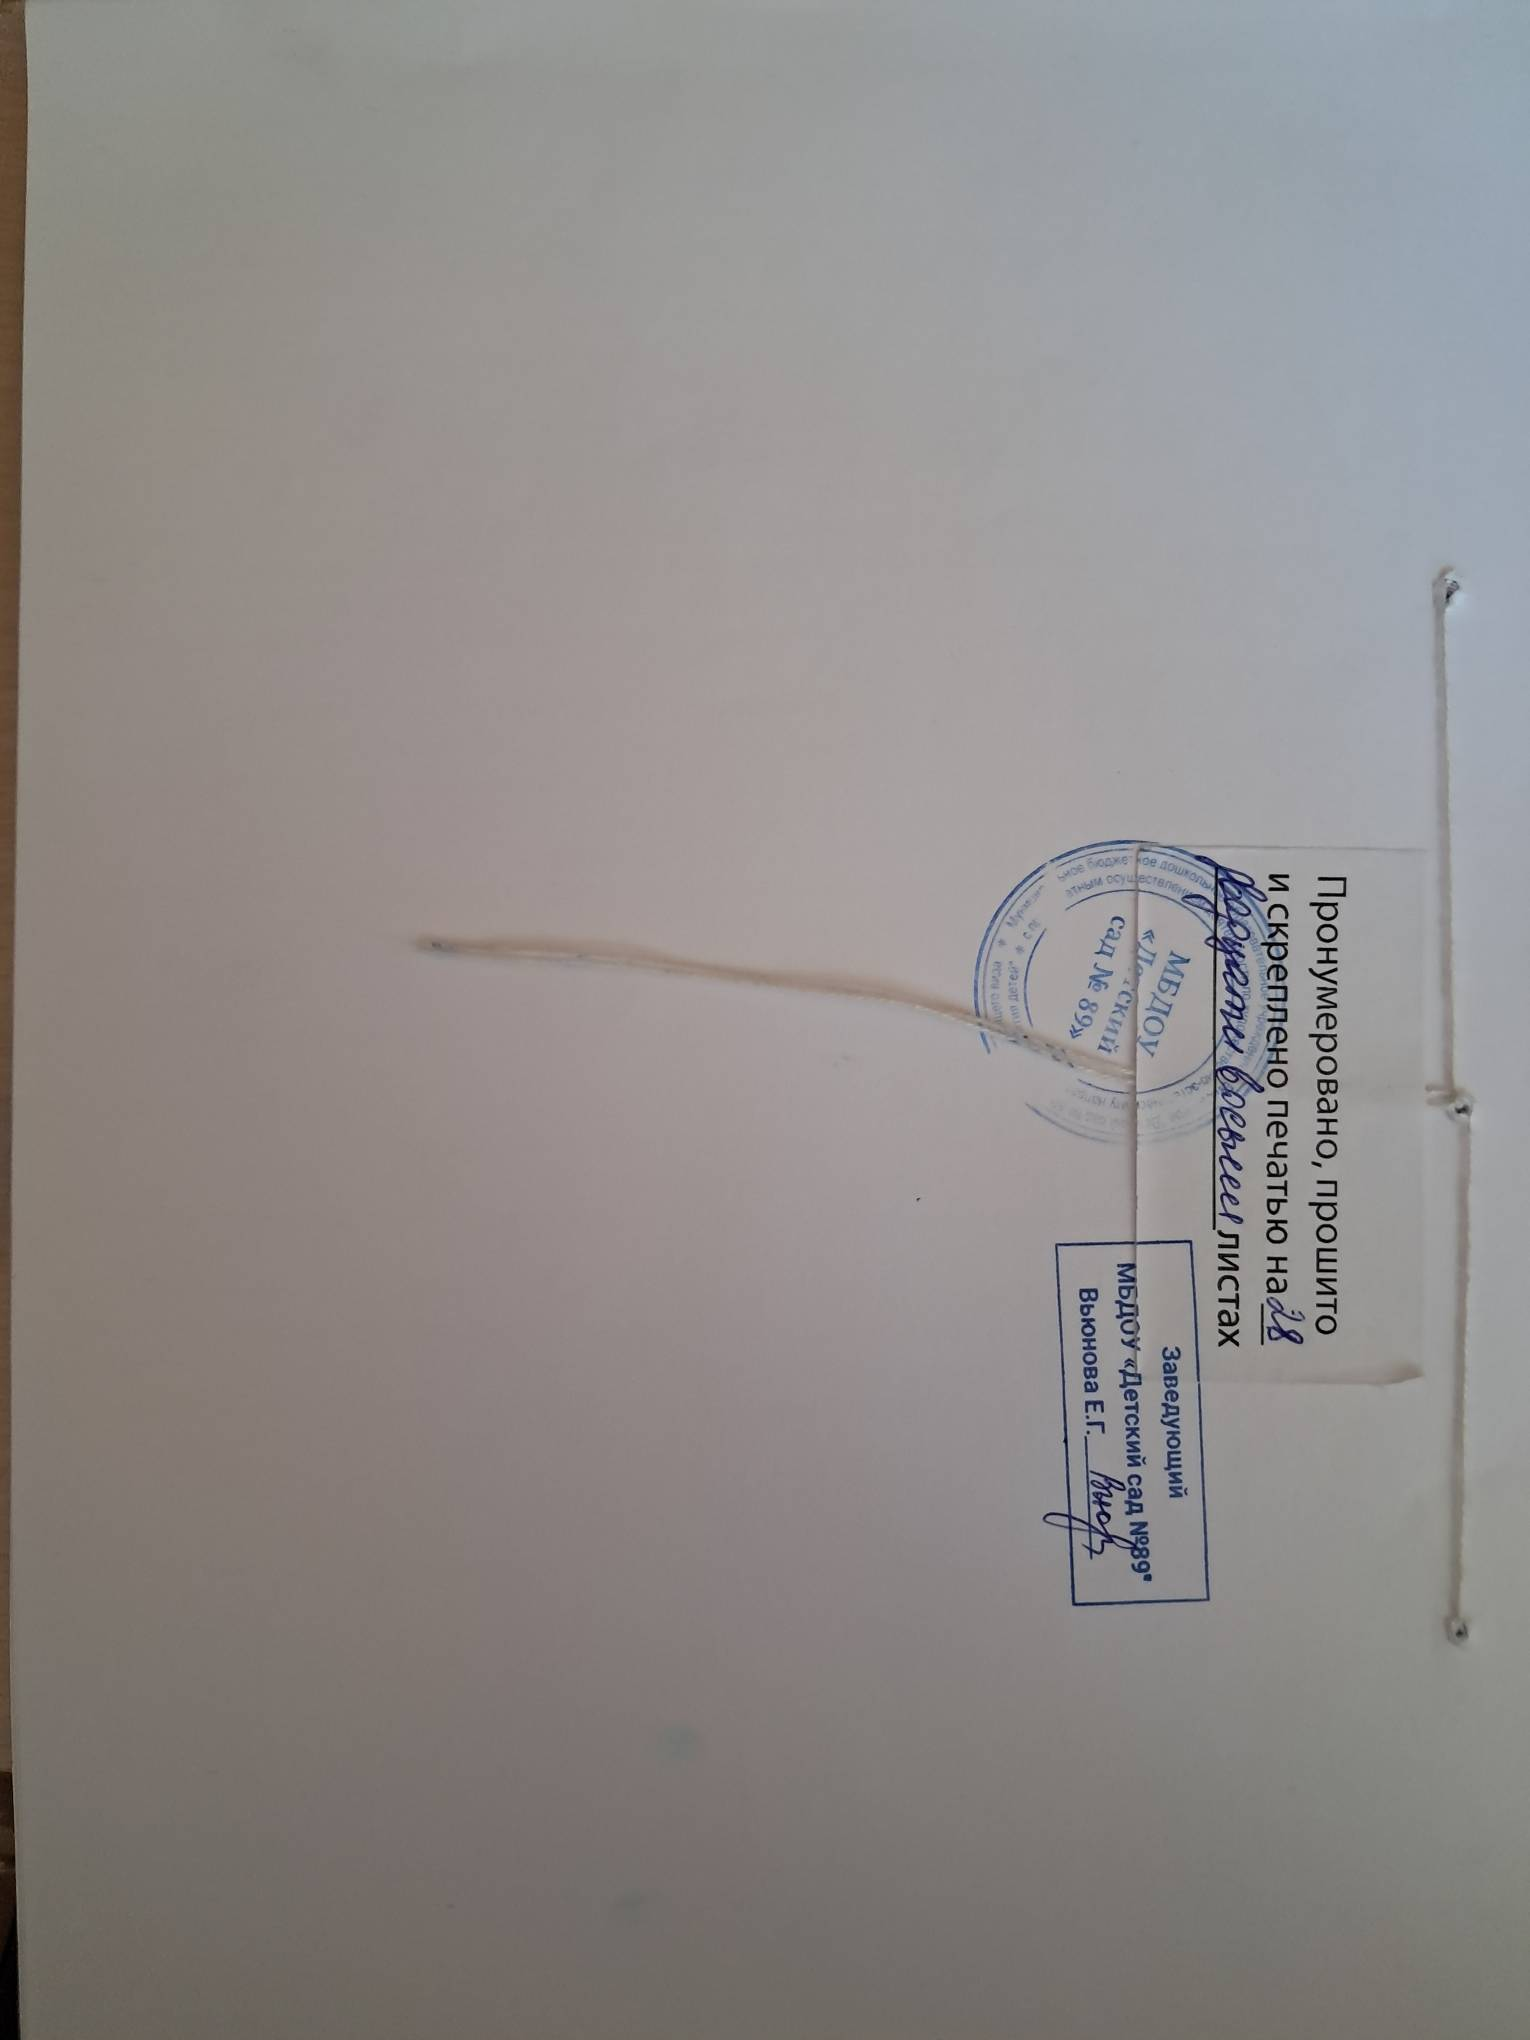 Пронумеровано, прошито
и скреплено печатью на 28
двадцати восьми листах
МБДОУ
«Детский
сад № 89»
Заведующий
МБДОУ «Детский сад №89"
Вьюнова Е.Г.